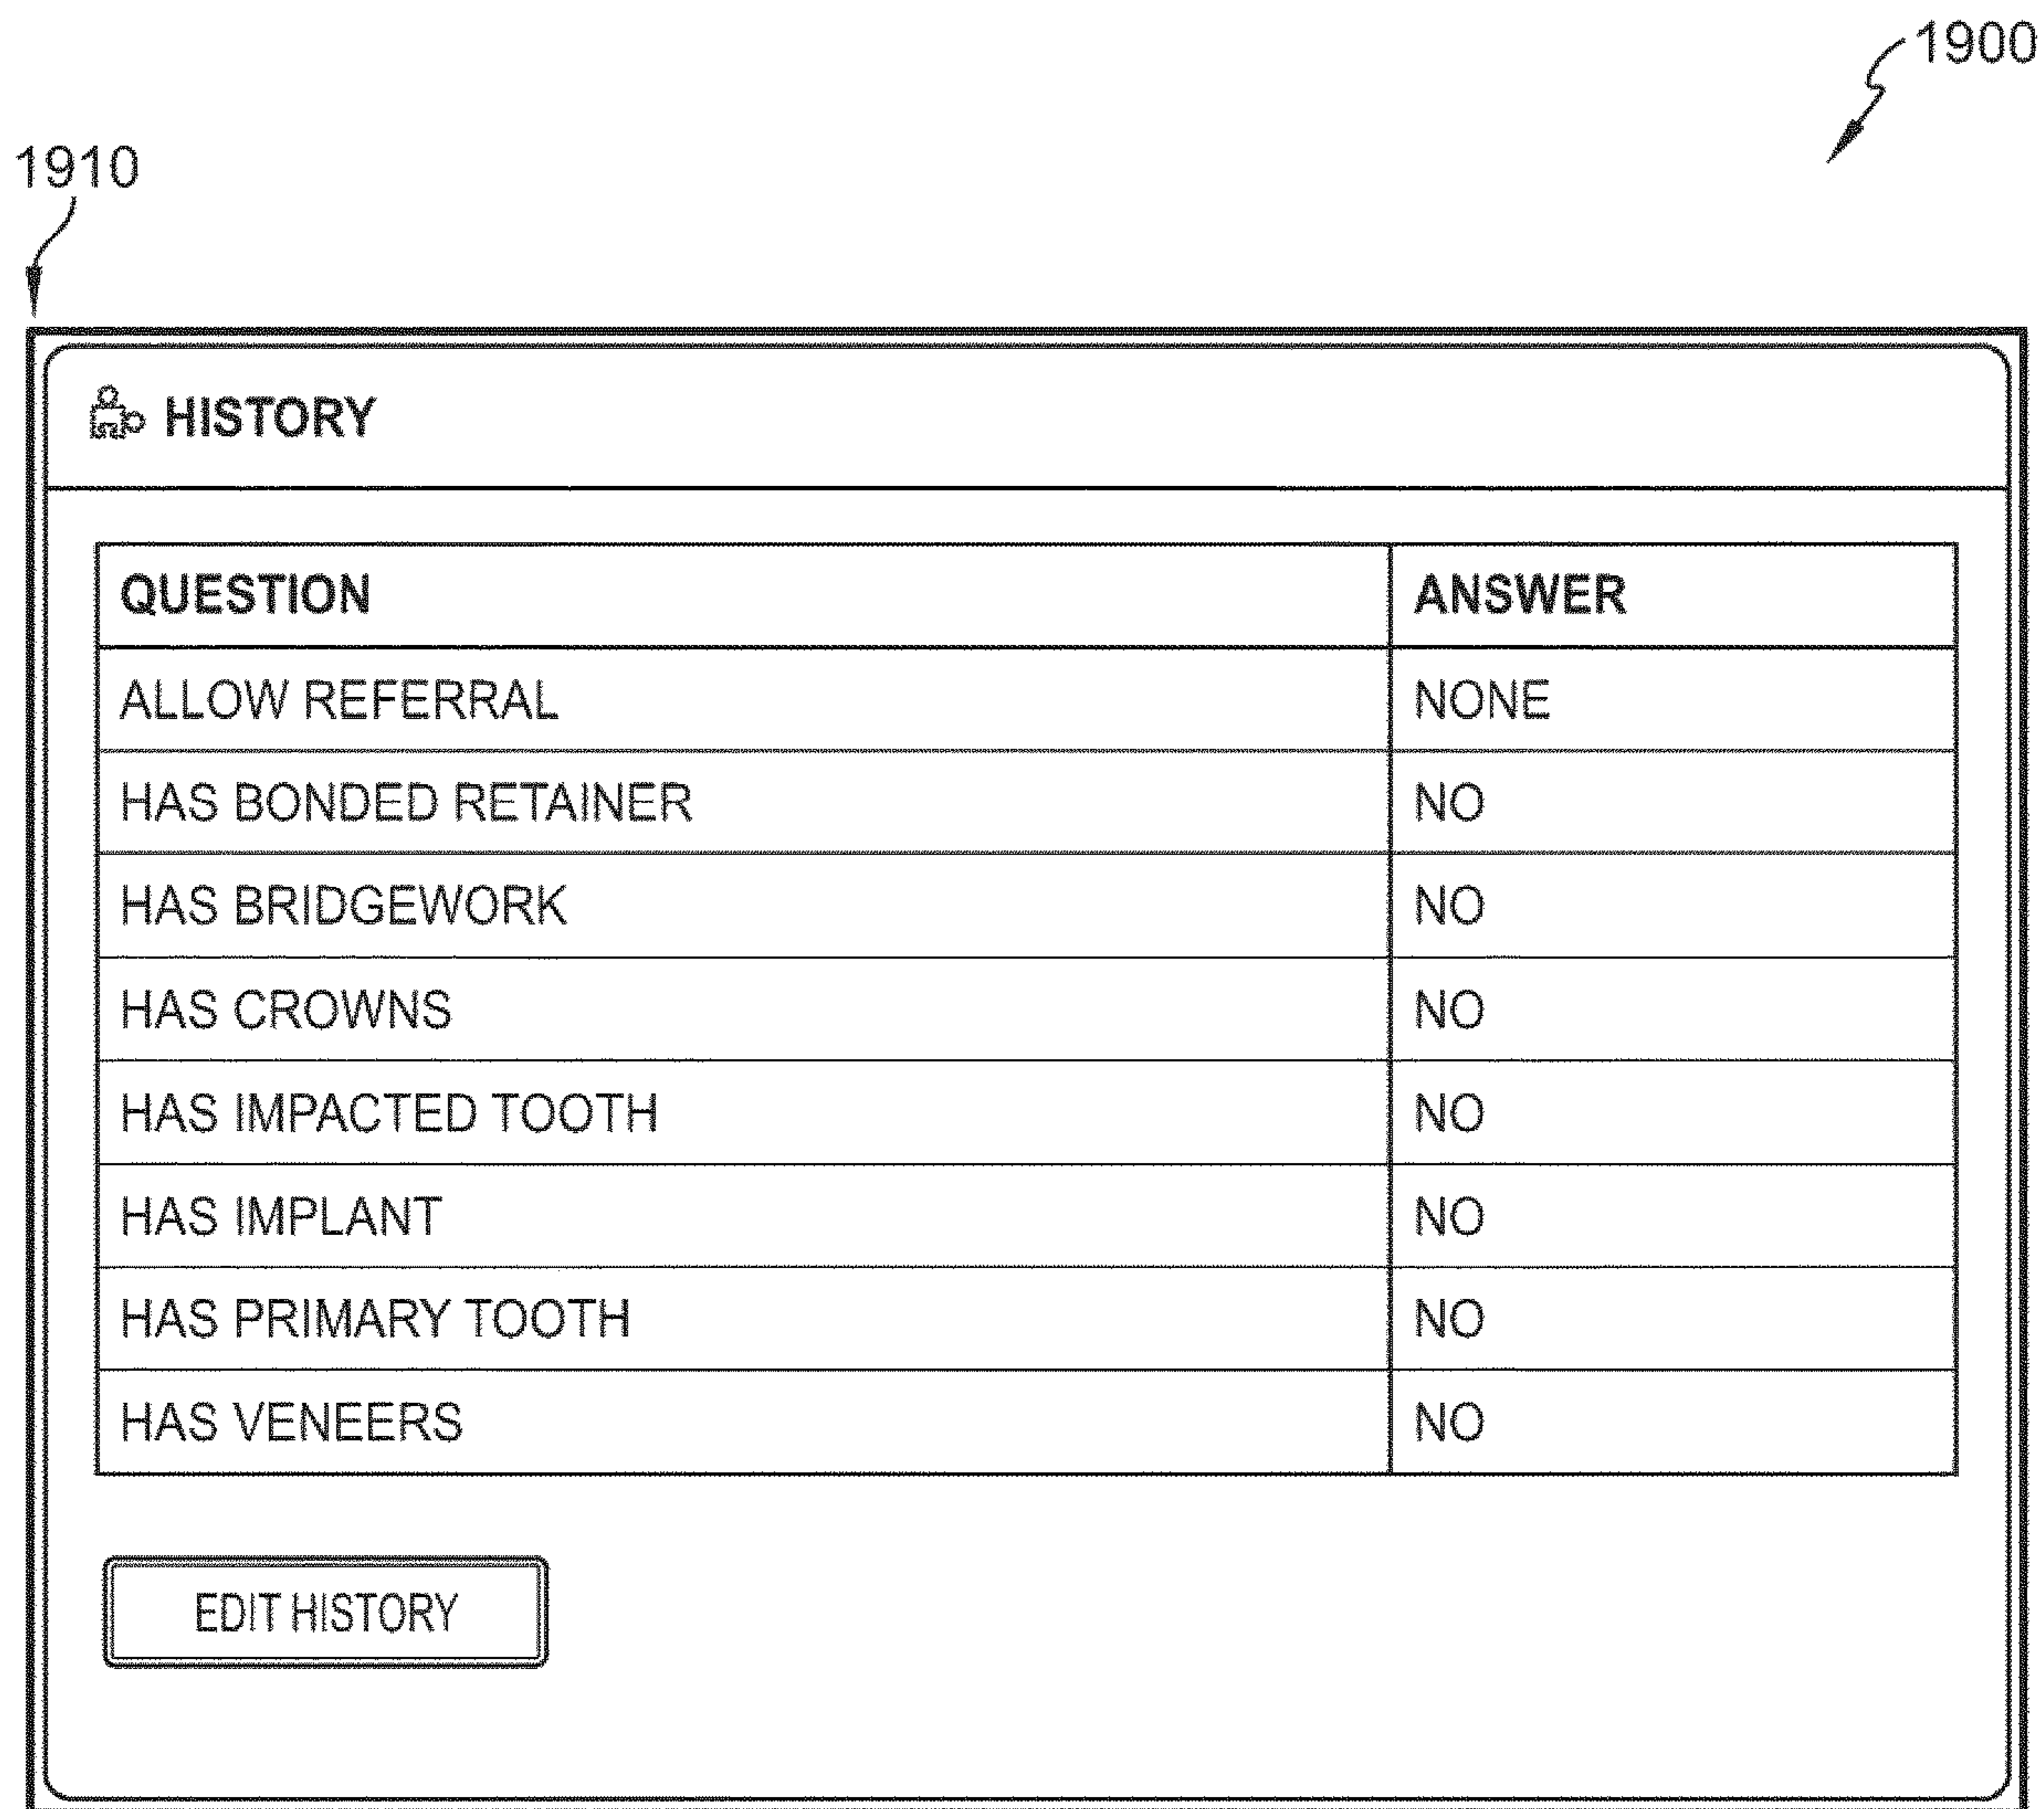 1900
1910
HISTORY
QUESTION ANSWER
ALLOW REFERRAL NONE
HAS BONDED RETAINER NO
HAS BRIDGEWORK NO
HAS CROWNS NO
HAS IMPACTED TOOTH NO
HAS IMPLANT NO
HAS PRIMARY TOOTH NO
HAS VENEERS NO
EDIT HISTORY